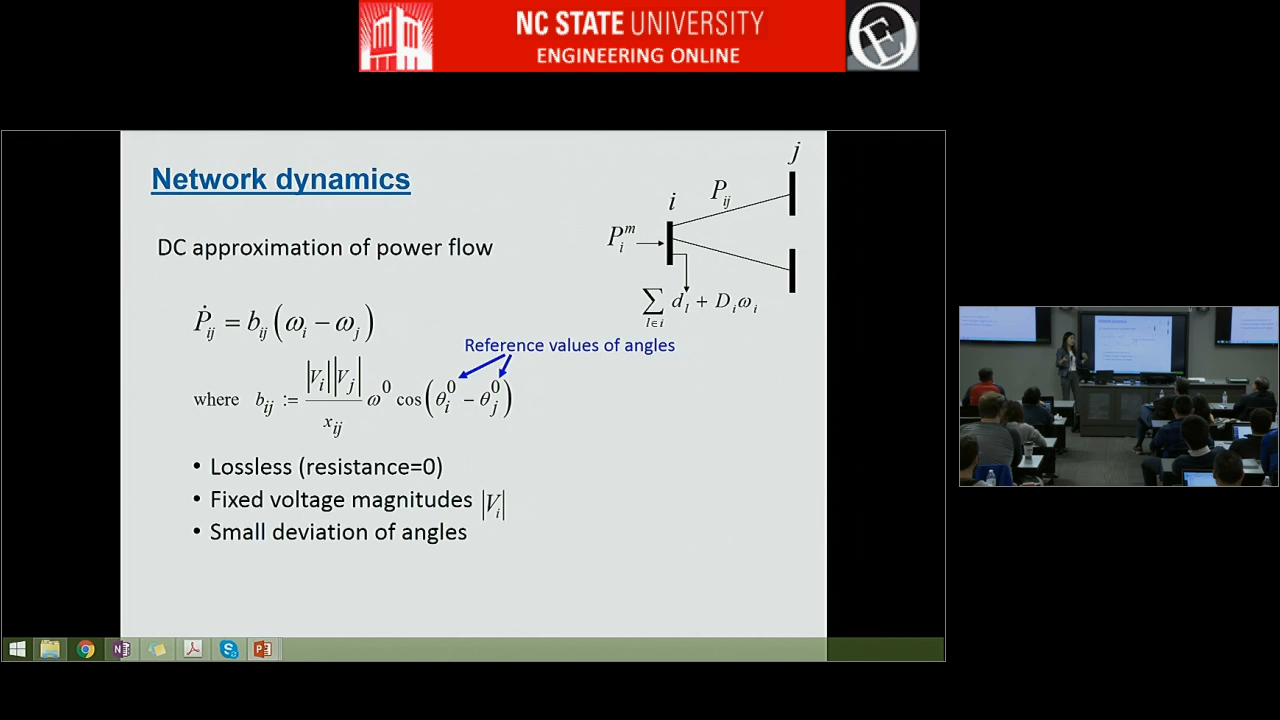 NC STATE UNIVERSITY
ENGINEERING ONLINE
Network dynamics
DC approximation of power flow
Ṗ_ij = b_ij (ω_i − ω_j)
Reference values of angles
where b_ij := |V_i||V_j| / x_ij ω^0 cos(θ_i^0 − θ_j^0)
• Lossless (resistance=0)
• Fixed voltage magnitudes |V_i|
• Small deviation of angles
j
i
P_ij
P_i^m
∑_{l∈i} d_l + D_i ω_i